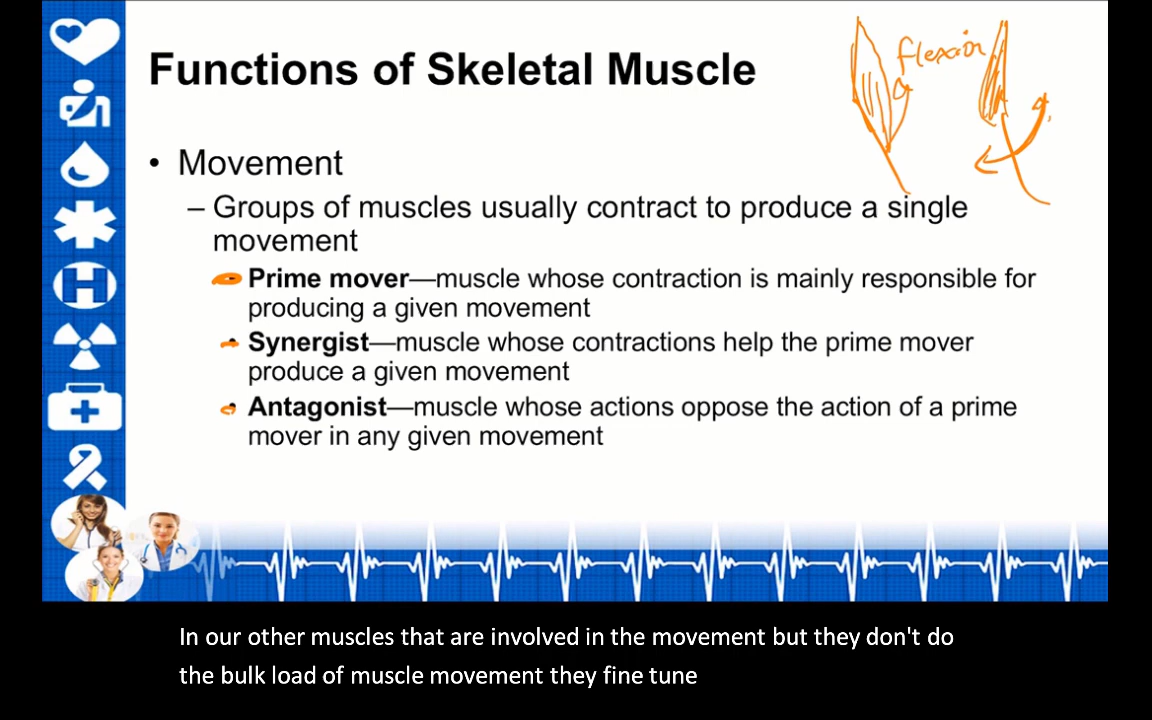 Functions of Skeletal Muscle
flexion
• Movement
– Groups of muscles usually contract to produce a single
movement
Prime mover—muscle whose contraction is mainly responsible for
producing a given movement
Synergist—muscle whose contractions help the prime mover
produce a given movement
Antagonist—muscle whose actions oppose the action of a prime
mover in any given movement
H
In our other muscles that are involved in the movement but they don't do
the bulk load of muscle movement they fine tune